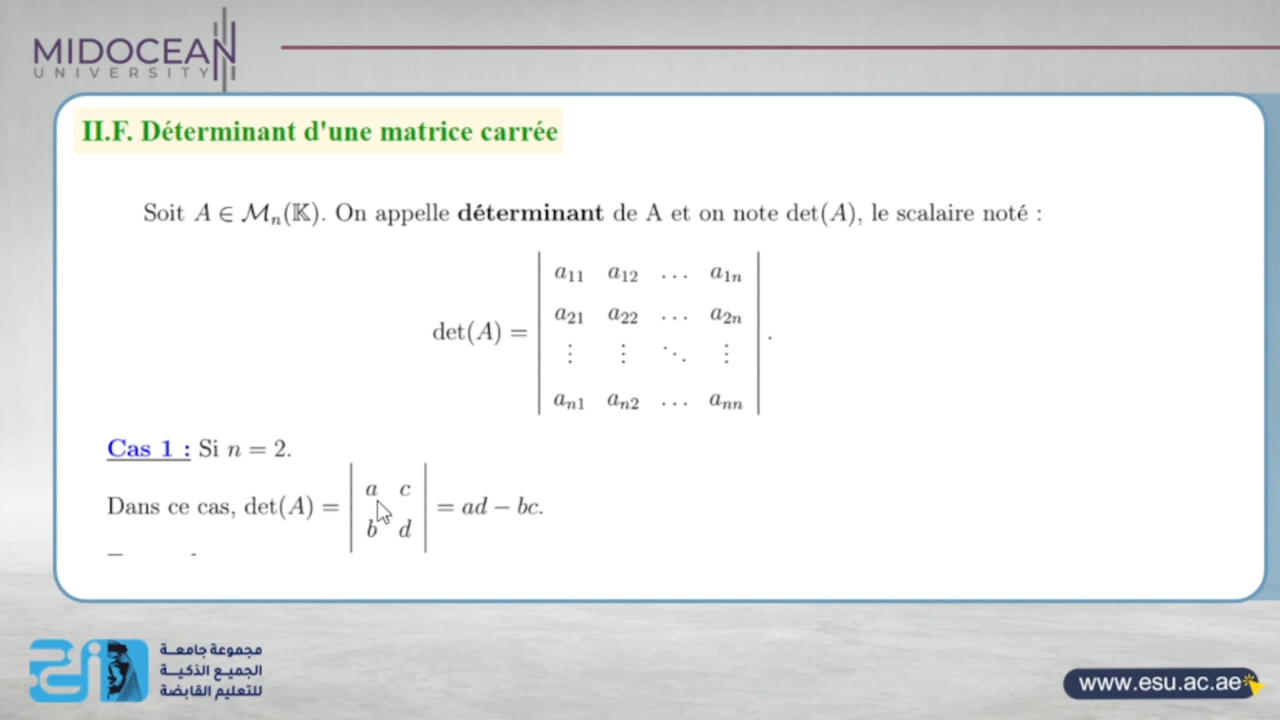 MIDOCEAN
UNIVERSITY
II.F. Déterminant d'une matrice carrée
Soit A ∈ ℳₙ(𝕂). On appelle déterminant de A et on note det(A), le scalaire noté :
det(A) = | a₁₁ a₁₂ … a₁ₙ |
| a₂₁ a₂₂ … a₂ₙ |
| ⋮ ⋮ ⋱ ⋮ |
| aₙ₁ aₙ₂ … aₙₙ | .
Cas 1 : Si n = 2.
Dans ce cas, det(A) = | a c |
| b d | = ad − bc.
مجموعة جامعة
الجميع الذكية
للتعليم القابضة
www.esu.ac.ae